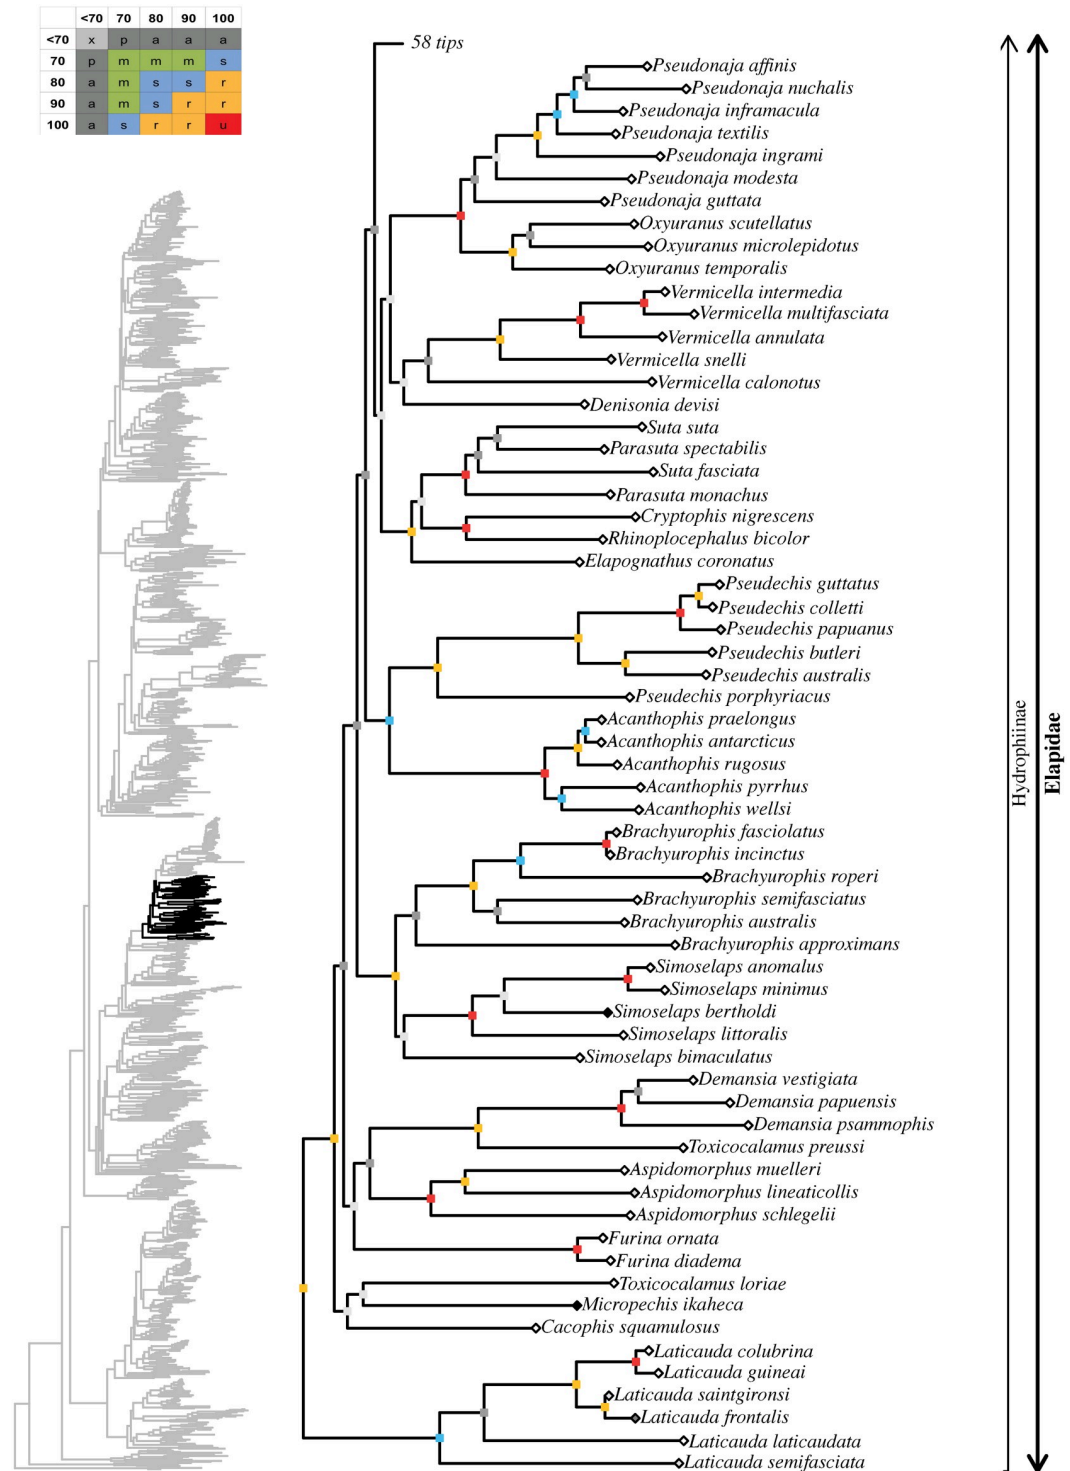 <70 70 80 90 100
<70 x p a a a
70 p m m m s
80 a m s s r
90 a m s r r
100 a s r r u
58 tips
Pseudonaja affinis
Pseudonaja nuchalis
Pseudonaja inframacula
Pseudonaja textilis
Pseudonaja ingrami
Pseudonaja modesta
Pseudonaja guttata
Oxyuranus scutellatus
Oxyuranus microlepidotus
Oxyuranus temporalis
Vermicella intermedia
Vermicella multifasciata
Vermicella annulata
Vermicella snelli
Vermicella calonotus
Denisonia devisi
Suta suta
Parasuta spectabilis
Suta fasciata
Parasuta monachus
Cryptophis nigrescens
Rhinoplocephalus bicolor
Elapognathus coronatus
Pseudechis guttatus
Pseudechis colletti
Pseudechis papuanus
Pseudechis butleri
Pseudechis australis
Pseudechis porphyriacus
Acanthophis praelongus
Acanthophis antarcticus
Acanthophis rugosus
Acanthophis pyrrhus
Acanthophis wellsi
Brachyurophis fasciolatus
Brachyurophis incinctus
Brachyurophis roperi
Brachyurophis semifasciatus
Brachyurophis australis
Brachyurophis approximans
Simoselaps anomalus
Simoselaps minimus
Simoselaps bertholdi
Simoselaps littoralis
Simoselaps bimaculatus
Demansia vestigiata
Demansia papuensis
Demansia psammophis
Toxicocalamus preussi
Aspidomorphus muelleri
Aspidomorphus lineaticollis
Aspidomorphus schlegelii
Furina ornata
Furina diadema
Toxicocalamus loriae
Micropechis ikaheca
Cacophis squamulosus
Laticauda colubrina
Laticauda guineai
Laticauda saintgironsi
Laticauda frontalis
Laticauda laticaudata
Laticauda semifasciata
Hydrophiinae
Elapidae